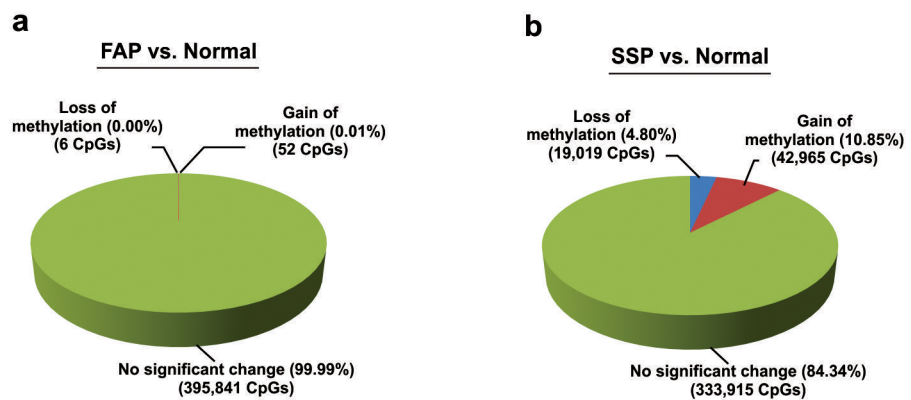 a
FAP vs. Normal
Loss of
methylation (0.00%)
(6 CpGs)
Gain of
methylation (0.01%)
(52 CpGs)
No significant change (99.99%)
(395,841 CpGs)
b
SSP vs. Normal
Loss of
methylation (4.80%)
(19,019 CpGs)
Gain of
methylation (10.85%)
(42,965 CpGs)
No significant change (84.34%)
(333,915 CpGs)